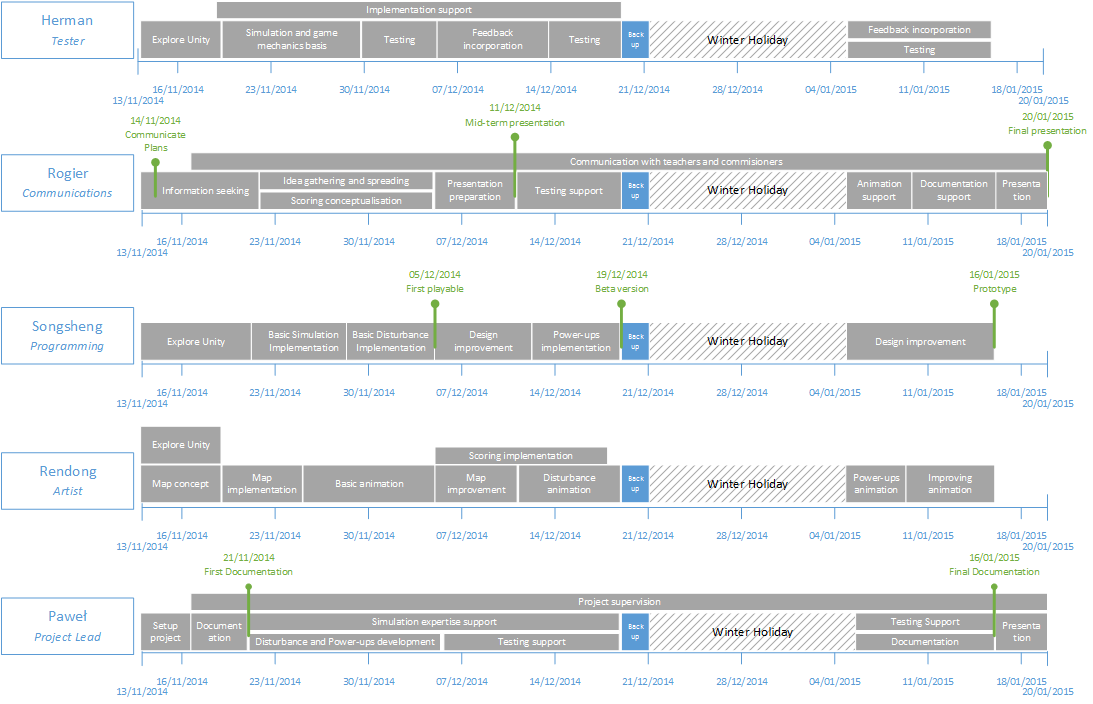 Herman
Tester
Implementation support
Explore Unity
Simulation and game
mechanics basis
Testing
Feedback
incorporation
Testing
Back
up
Winter Holiday
Feedback incorporation
Testing
16/11/2014
23/11/2014
30/11/2014
07/12/2014
14/12/2014
21/12/2014
28/12/2014
04/01/2015
11/01/2015
18/01/2015
13/11/2014
20/01/2015
14/11/2014
Communicate
Plans
11/12/2014
Mid-term presentation
20/01/2015
Final presentation
Rogier
Communications
Communication with teachers and commisioners
Information seeking
Idea gathering and spreading
Scoring conceptualisation
Presentation
preparation
Testing support
Back
up
Winter Holiday
Animation
support
Documentation
support
Presenta
tion
16/11/2014
23/11/2014
30/11/2014
07/12/2014
14/12/2014
21/12/2014
28/12/2014
04/01/2015
11/01/2015
18/01/2015
13/11/2014
20/01/2015
05/12/2014
First playable
19/12/2014
Beta version
16/01/2015
Prototype
Songsheng
Programming
Explore Unity
Basic Simulation
Implementation
Basic Disturbance
Implementation
Design
improvement
Power-ups
implementation
Back
up
Winter Holiday
Design improvement
16/11/2014
23/11/2014
30/11/2014
07/12/2014
14/12/2014
21/12/2014
28/12/2014
04/01/2015
11/01/2015
18/01/2015
13/11/2014
20/01/2015
Rendong
Artist
Explore Unity
Scoring implementation
Map concept
Map
implementation
Basic animation
Map
improvement
Disturbance
animation
Back
up
Winter Holiday
Power-ups
animation
Improving
animation
16/11/2014
23/11/2014
30/11/2014
07/12/2014
14/12/2014
21/12/2014
28/12/2014
04/01/2015
11/01/2015
18/01/2015
13/11/2014
20/01/2015
21/11/2014
First Documentation
16/01/2015
Final Documentation
Paweł
Project Lead
Project supervision
Setup
project
Document
ation
Simulation expertise support
Disturbance and Power-ups development
Testing support
Back
up
Winter Holiday
Testing Support
Documentation
Presenta
tion
16/11/2014
23/11/2014
30/11/2014
07/12/2014
14/12/2014
21/12/2014
28/12/2014
04/01/2015
11/01/2015
18/01/2015
13/11/2014
20/01/2015